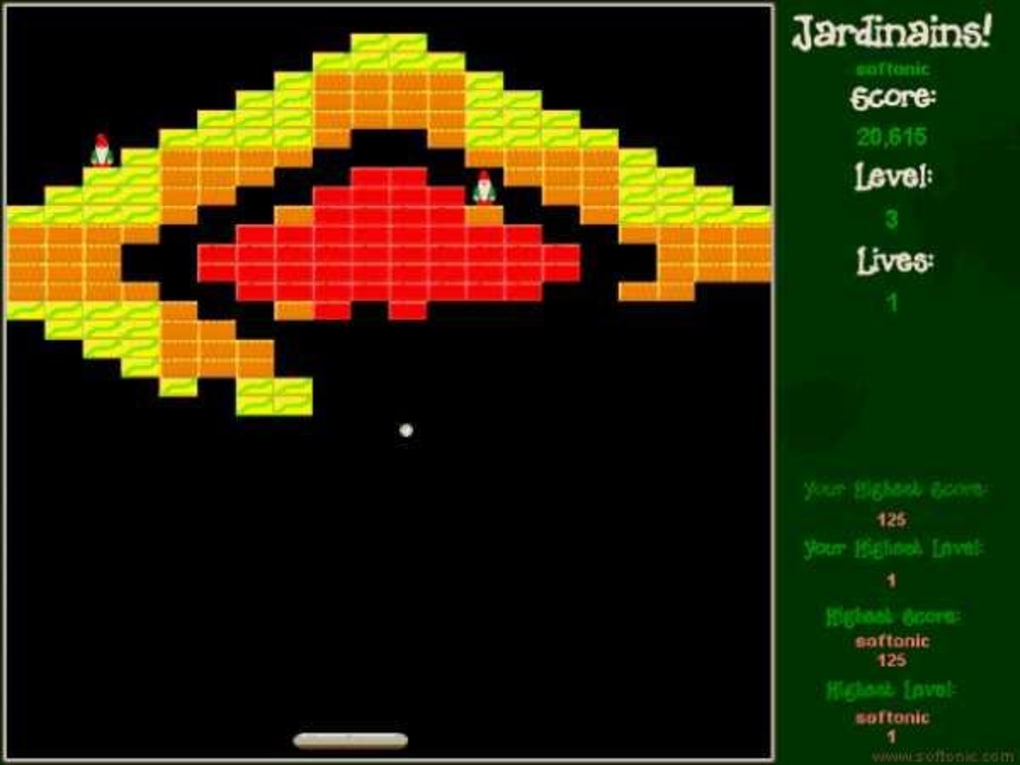 Jardinains!
softonic
Score:
20,615
Level:
3
Lives:
1
Your Highest Score:
125
Your Highest Level:
1
Highest Score:
softonic
125
Highest Level:
softonic
1
www.softonic.com